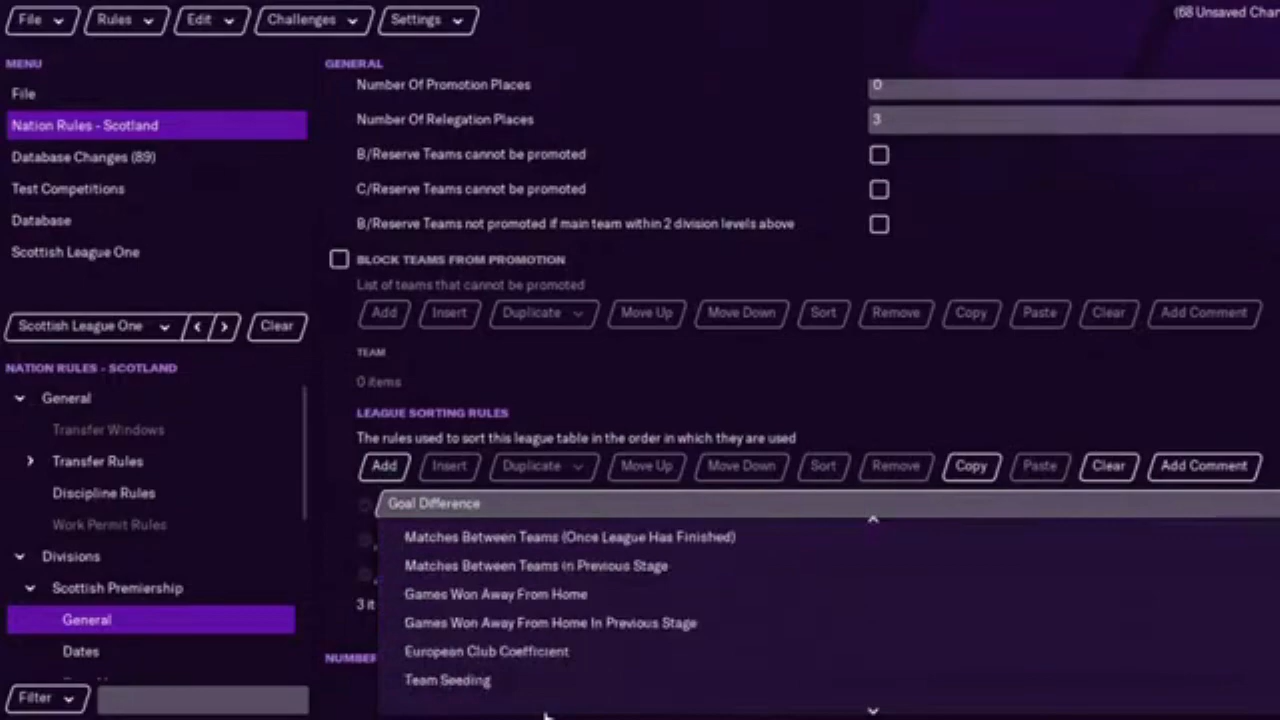 File Rules Edit Challenges Settings
(68 Unsaved
MENU
File
Nation Rules - Scotland
Database Changes (89)
Test Competitions
Database
Scottish League One
Scottish League One < > Clear
NATION RULES - SCOTLAND
General
Transfer Windows
Transfer Rules
Discipline Rules
Work Permit Rules
Divisions
Scottish Premiership
General
Dates
Filter
GENERAL
Number Of Promotion Places 0
Number Of Relegation Places 3
B/Reserve Teams cannot be promoted
C/Reserve Teams cannot be promoted
B/Reserve Teams not promoted if main team within 2 division levels above
BLOCK TEAMS FROM PROMOTION
List of teams that cannot be promoted
Add Insert Duplicate Move Up Move Down Sort Remove Copy Paste Clear Add Comment
TEAM
0 items
LEAGUE SORTING RULES
The rules used to sort this league table in the order in which they are used
Add Insert Duplicate Move Up Move Down Sort Remove Copy Paste Clear Add Comment
Goal Difference
Matches Between Teams (Once League Has Finished)
Matches Between Teams in Previous Stage
Games Won Away From Home
3 it
Games Won Away From Home In Previous Stage
European Club Coefficient
NUMBER
Team Seeding